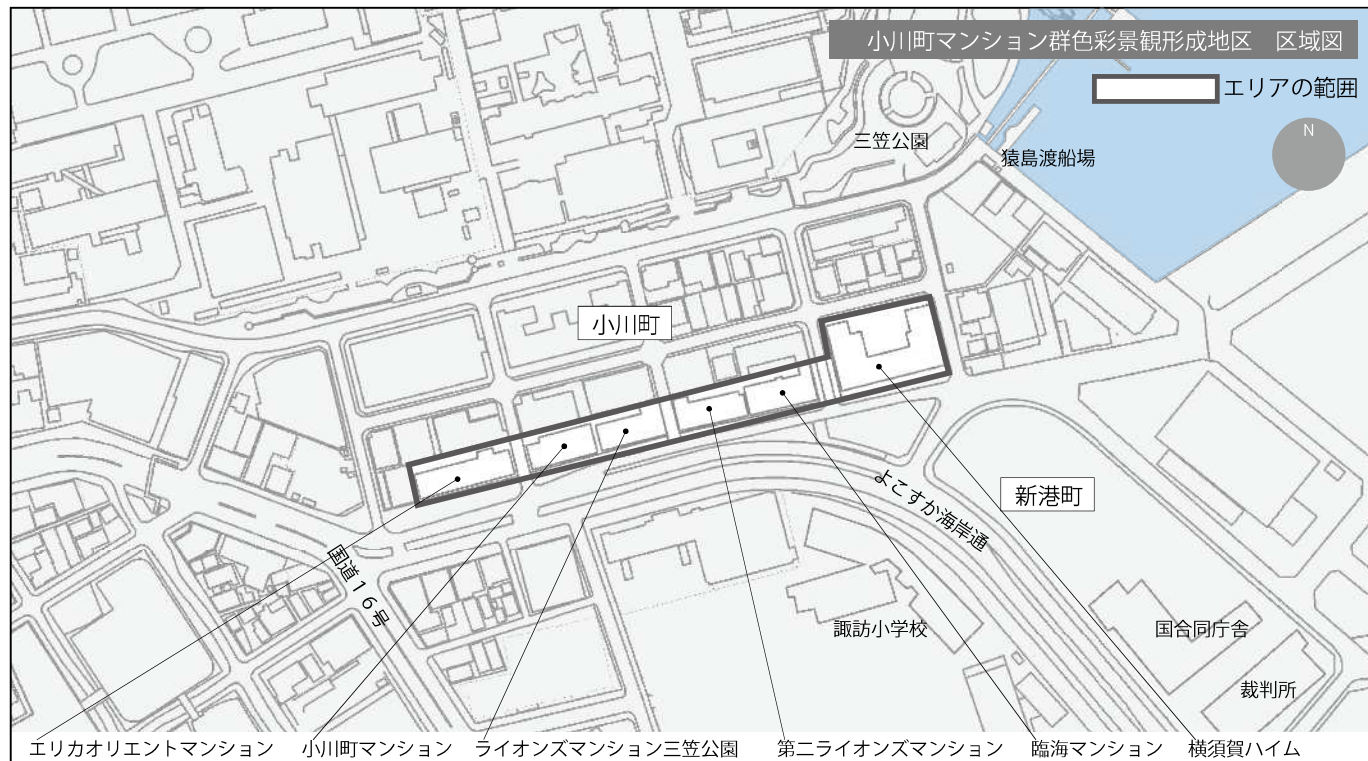 小川町マンション群色彩景観形成地区　区域図
エリアの範囲
N
三笠公園
猿島渡船場
小川町
新港町
よこすか海岸通
国道１６号
諏訪小学校
国合同庁舎
裁判所
エリカオリエントマンション
小川町マンション
ライオンズマンション三笠公園
第二ライオンズマンション
臨海マンション
横須賀ハイム